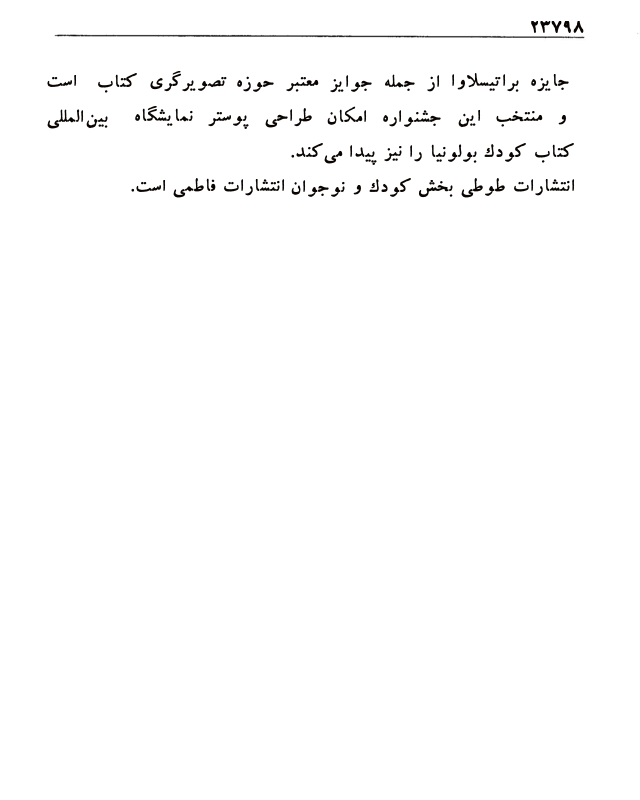 ۲۳۷۹۸
جایزه براتیسلاوا از جمله جوایز معتبر حوزه تصویرگری کتاب است
و منتخب این جشنواره امکان طراحی پوستر نمایشگاه بین‌المللی
کتاب کودك بولونیا را نیز پیدا می‌کند.
انتشارات طوطی بخش کودك و نوجوان انتشارات فاطمی است.